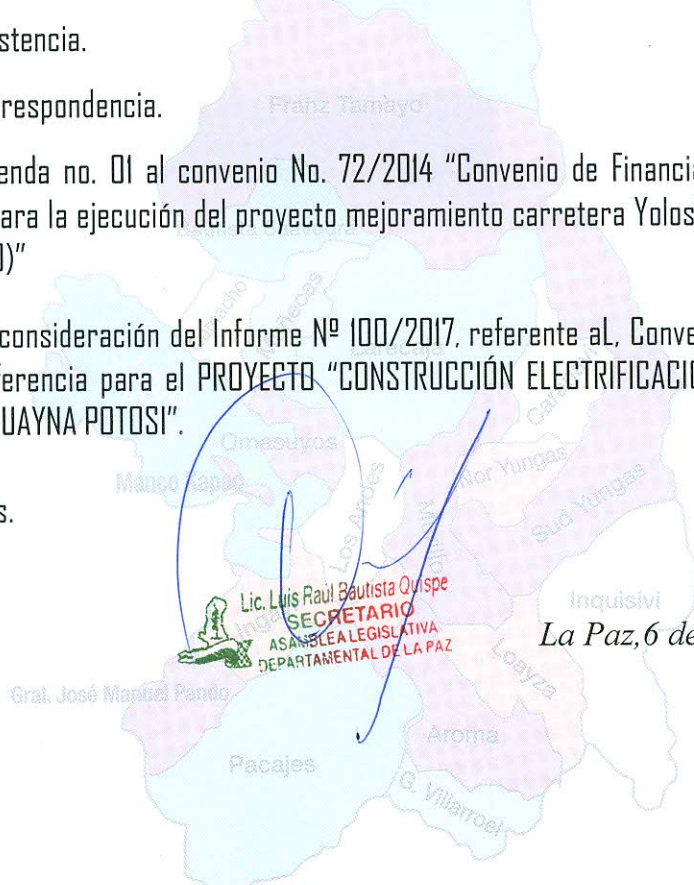 stencia.
respondencia.
enda no. 01 al convenio No. 72/2014 "Convenio de Financia
ara la ejecución del proyecto mejoramiento carretera Yolos
)"
consideración del Informe Nº 100/2017, referente aL, Conve
ferencia para el PROYECTO "CONSTRUCCIÓN ELECTRIFICACIO
UAYNA POTOSI".
s.
Lic. Luis Raúl Bautista Quispe
SECRETARIO
ASAMBLEA LEGISLATIVA
DEPARTAMENTAL DE LA PAZ
La Paz,6 de
Franz Tamayo
Caranavi
Omasuyos
Manco Kapac
Los Andes
Murillo
Nor Yungas
Sud Yungas
Inquisivi
Loayza
Gral. José Manuel Pando
Aroma
Pacajes
G. Villarroel